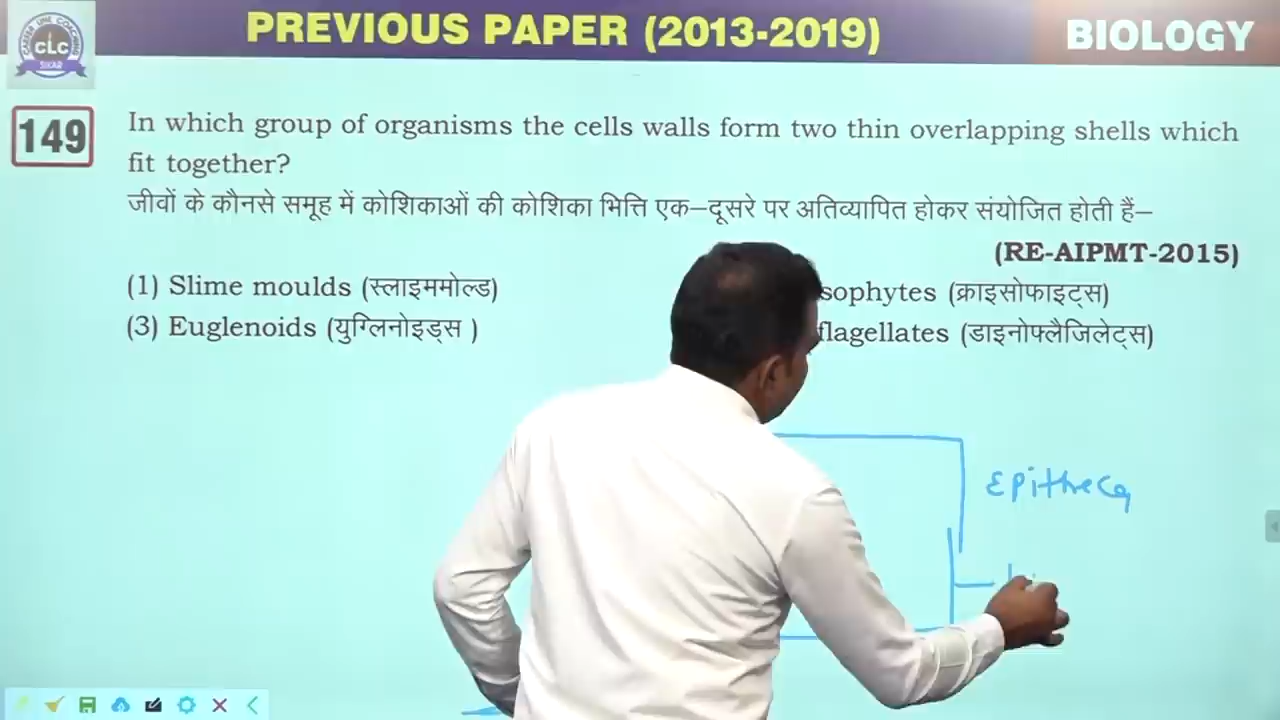 PREVIOUS PAPER (2013-2019)
BIOLOGY
CLC
SIKAR
149
In which group of organisms the cells walls form two thin overlapping shells which
fit together?
जीवों के कौनसे समूह में कोशिकाओं की कोशिका भित्ति एक–दूसरे पर अतिव्यापित होकर संयोजित होती हैं–
(RE-AIPMT-2015)
(1) Slime moulds (स्लाइममोल्ड)
sophytes (क्राइसोफाइट्स)
(3) Euglenoids (युग्लिनोइड्स )
flagellates (डाइनोफ्लैजिलेट्स)
Epitheca